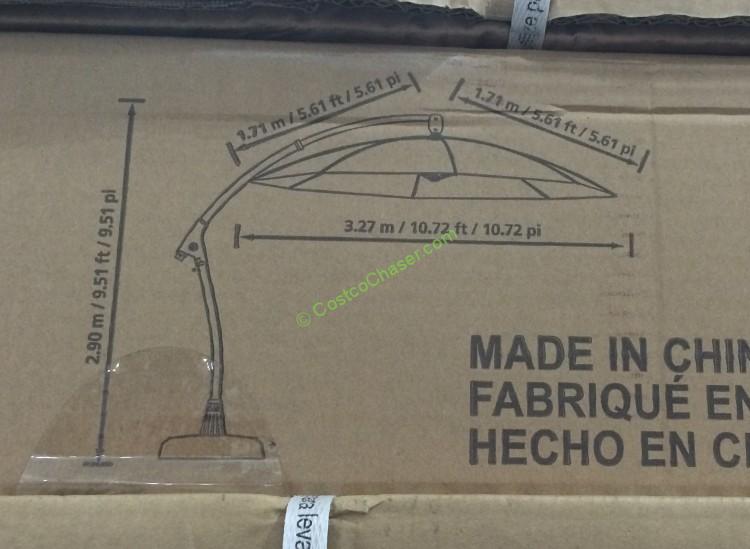 1.71 m / 5.61 ft / 5.61 pi
1.71 m / 5.61 ft / 5.61 pi
2.90 m / 9.51 ft / 9.51 pi
3.27 m / 10.72 ft / 10.72 pi
© CostcoChaser.com
MADE IN CHIN
FABRIQUÉ EN
HECHO EN C
leva